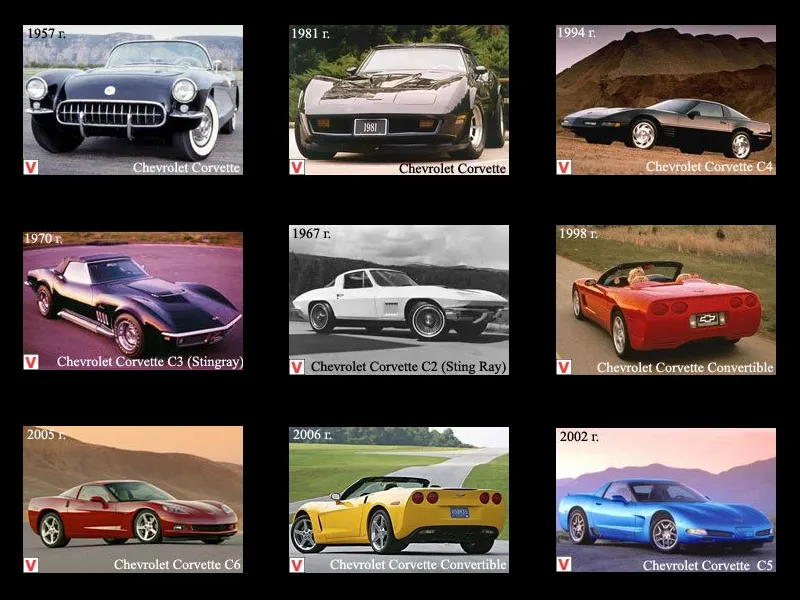 1957 г.
V
Chevrolet Corvette
1981 г.
1981
V
Chevrolet Corvette
1994 г.
V
Chevrolet Corvette C4
1970 г.
V
Chevrolet Corvette C3 (Stingray)
1967 г.
V
Chevrolet Corvette C2 (Sting Ray)
1998 г.
V
Chevrolet Corvette Convertible
2005 г.
V
Chevrolet Corvette C6
2006 г.
V
Chevrolet Corvette Convertible
2002 г.
V
Chevrolet Corvette C5